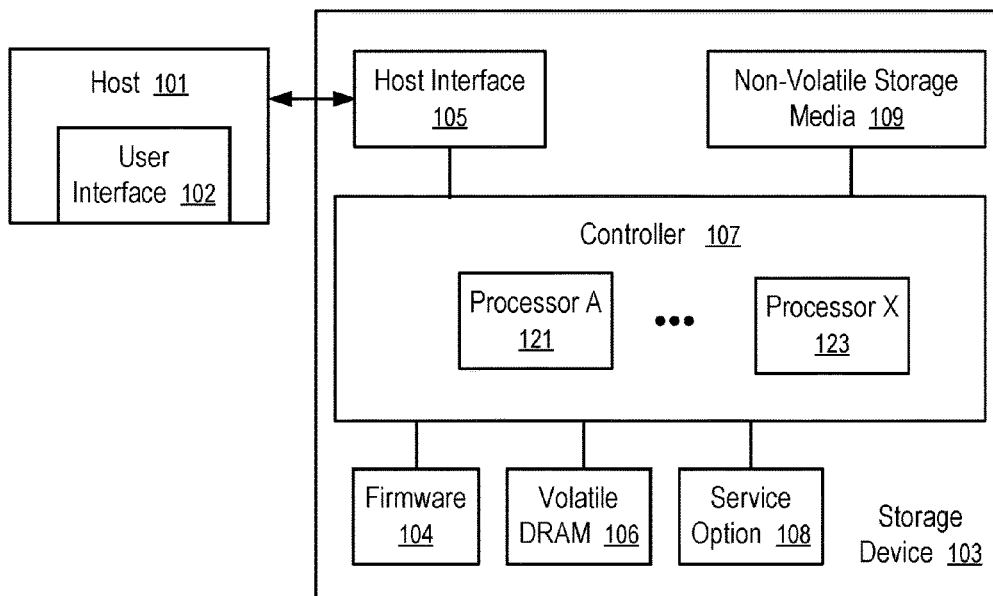 Host 101
User
Interface 102
Host Interface
105
Non-Volatile Storage
Media 109
Controller 107
Processor A
121
•••
Processor X
123
Firmware
104
Volatile
DRAM 106
Service
Option 108
Storage
Device 103